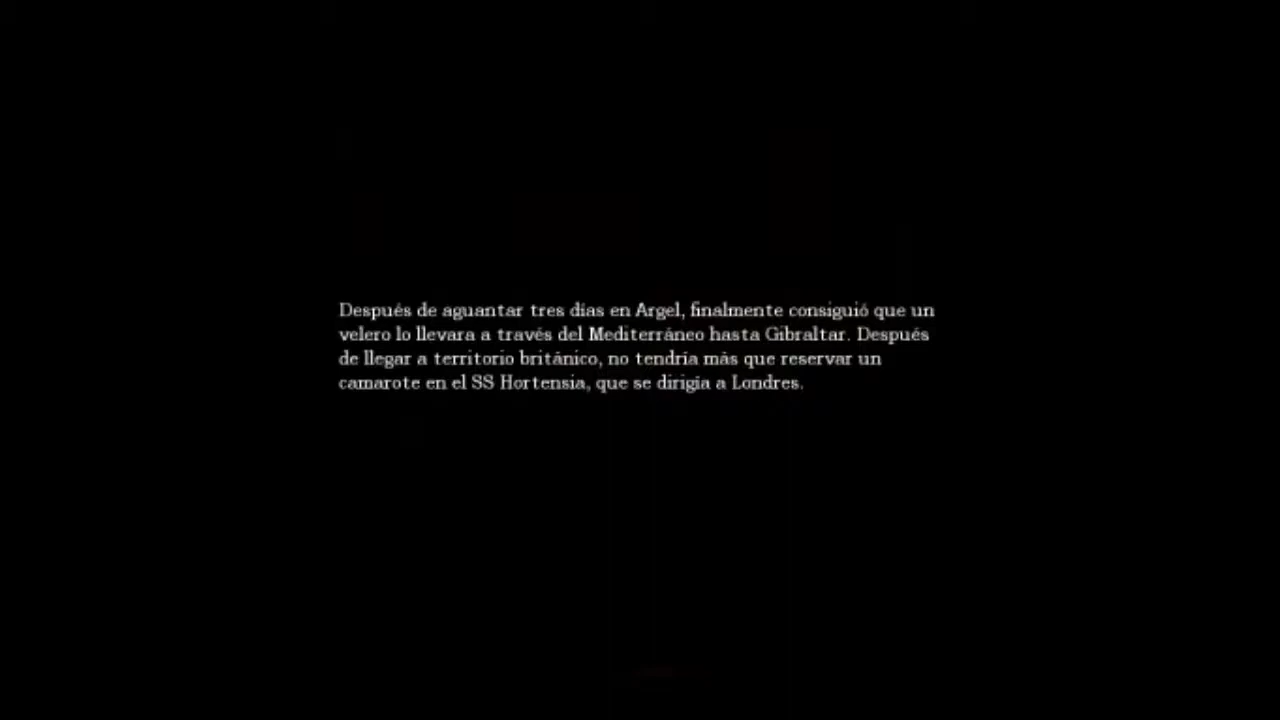 Después de aguantar tres días en Argel, finalmente consiguió que un
velero lo llevara a través del Mediterráneo hasta Gibraltar. Después
de llegar a territorio británico, no tendría más que reservar un
camarote en el SS Hortensia, que se dirigía a Londres.